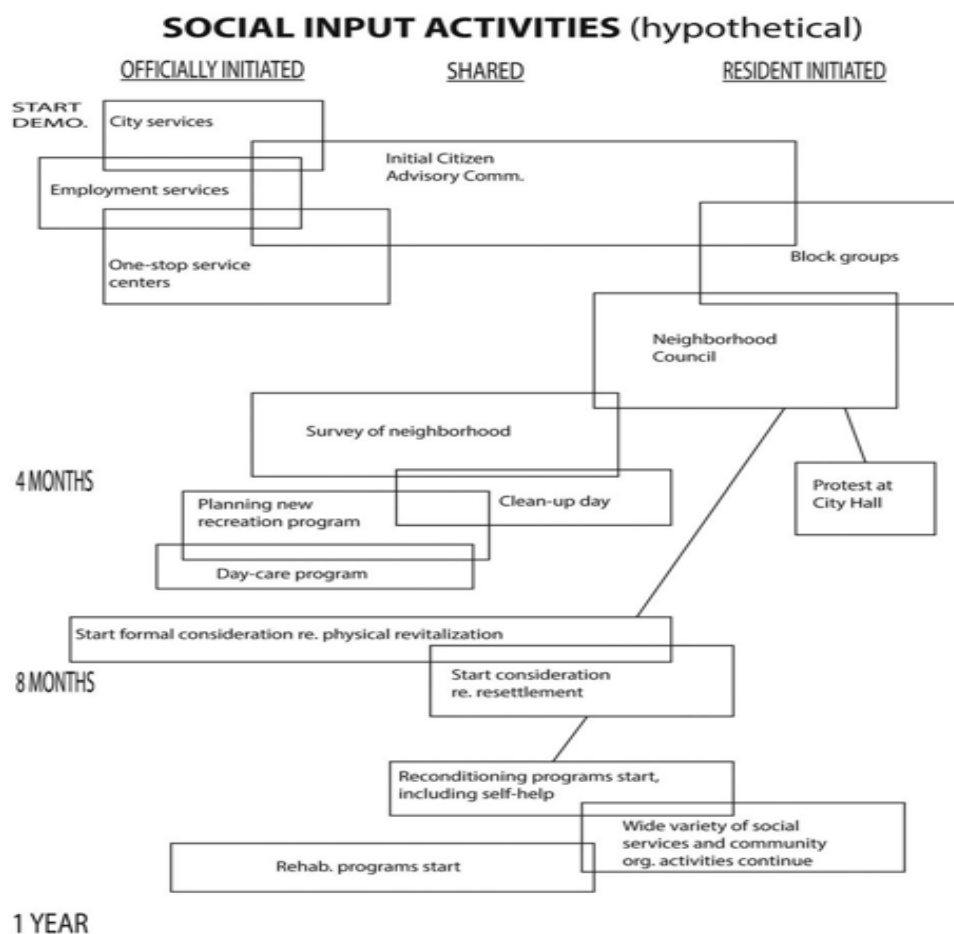 SOCIAL INPUT ACTIVITIES (hypothetical)
OFFICIALLY INITIATED
SHARED
RESIDENT INITIATED
START
DEMO.
City services
Initial Citizen
Advisory Comm.
Employment services
One-stop service
centers
Block groups
Neighborhood
Council
Survey of neighborhood
4 MONTHS
Protest at
City Hall
Clean-up day
Planning new
recreation program
Day-care program
Start formal consideration re. physical revitalization
8 MONTHS
Start consideration
re. resettlement
Reconditioning programs start,
including self-help
Wide variety of social
services and community
org. activities continue
Rehab. programs start
1 YEAR